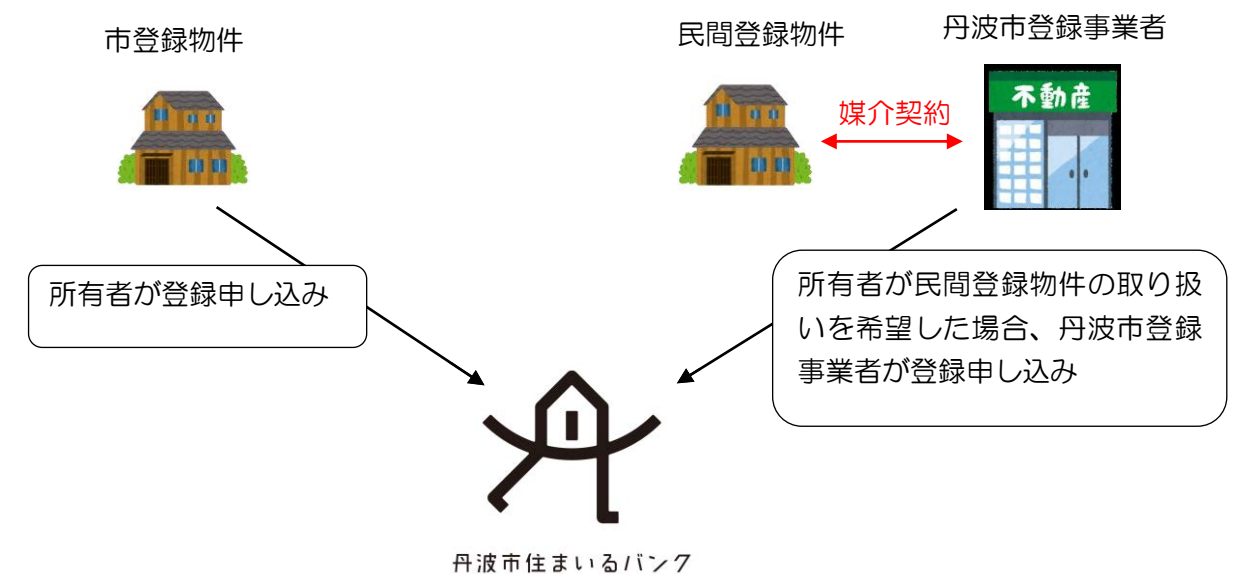 市登録物件
民間登録物件
丹波市登録事業者
不動産
媒介契約
所有者が登録申し込み
所有者が民間登録物件の取り扱
いを希望した場合、丹波市登録
事業者が登録申し込み
丹波市住まいるバンク